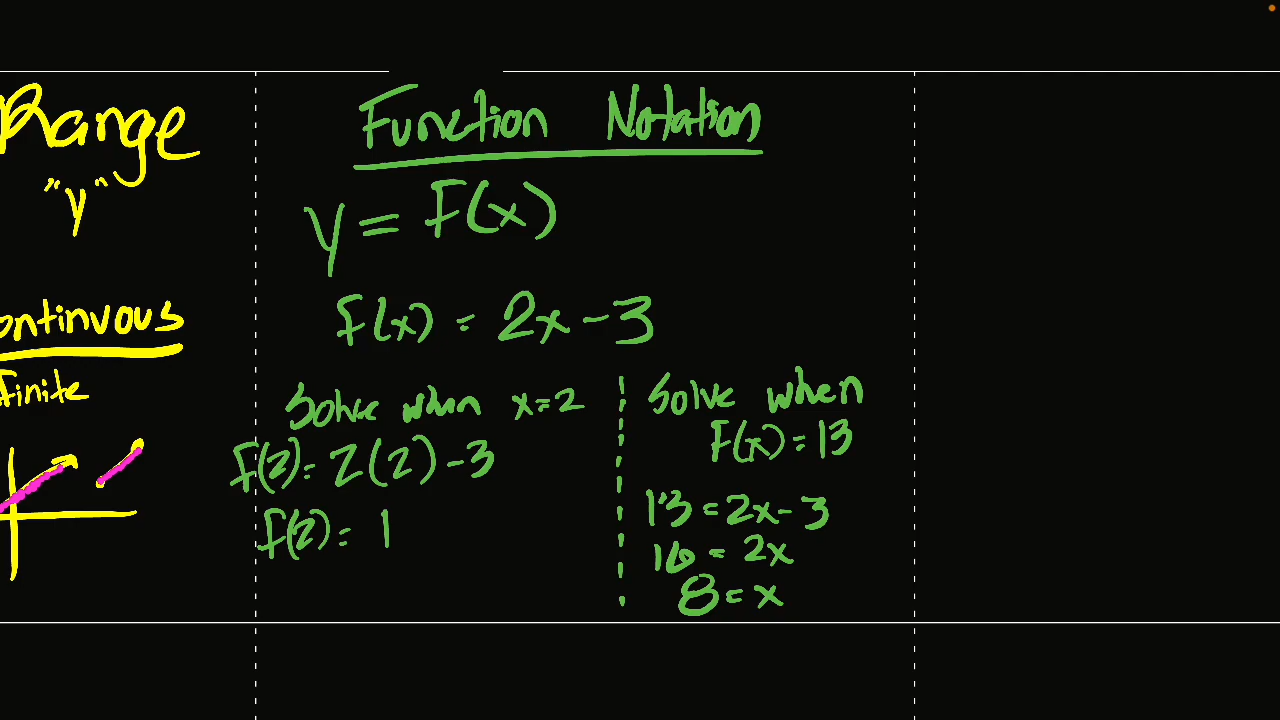 Range
"y"
ontinuous
finite
Function Notation
y = F(x)
f(x) = 2x - 3
Solve when x=2
f(2) = 2(2) - 3
f(2) = 1
Solve when
F(x) = 13
13 = 2x - 3
16 = 2x
8 = x